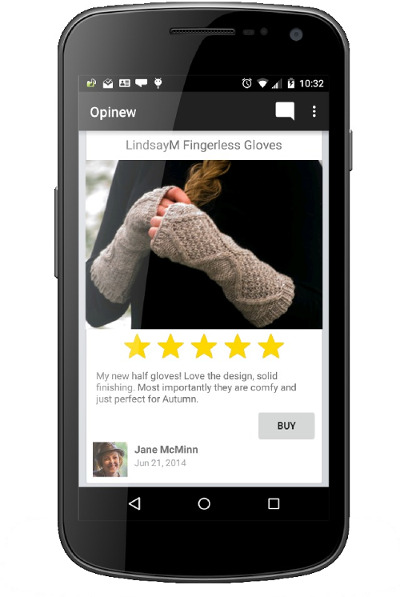 10:32
Opinew
LindsayM Fingerless Gloves
My new half gloves! Love the design, solid
finishing. Most importantly they are comfy and
just perfect for Autumn.
BUY
Jane McMinn
Jun 21, 2014